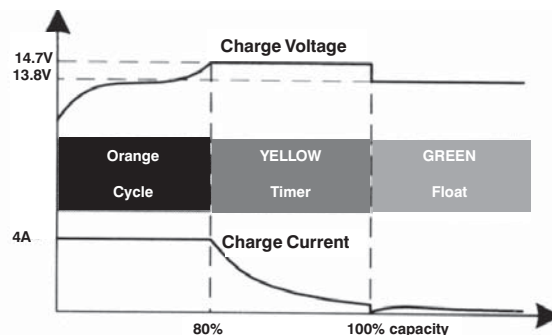 Charge Voltage
14.7V
13.8V
Orange
Cycle
YELLOW
Timer
GREEN
Float
4A
Charge Current
80%
100% capacity